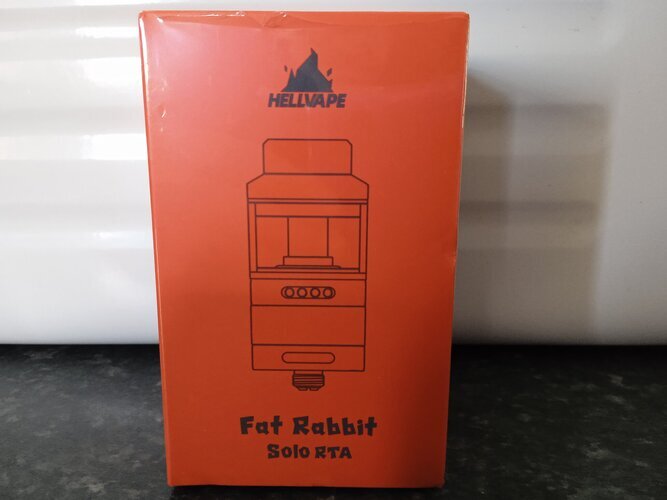 HELLVAPE
Fat Rabbit
Solo RTA